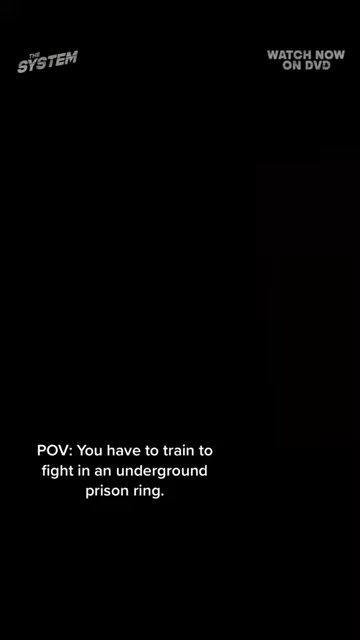 THE
SYSTEM
WATCH NOW
ON DVD
POV: You have to train to
fight in an underground
prison ring.